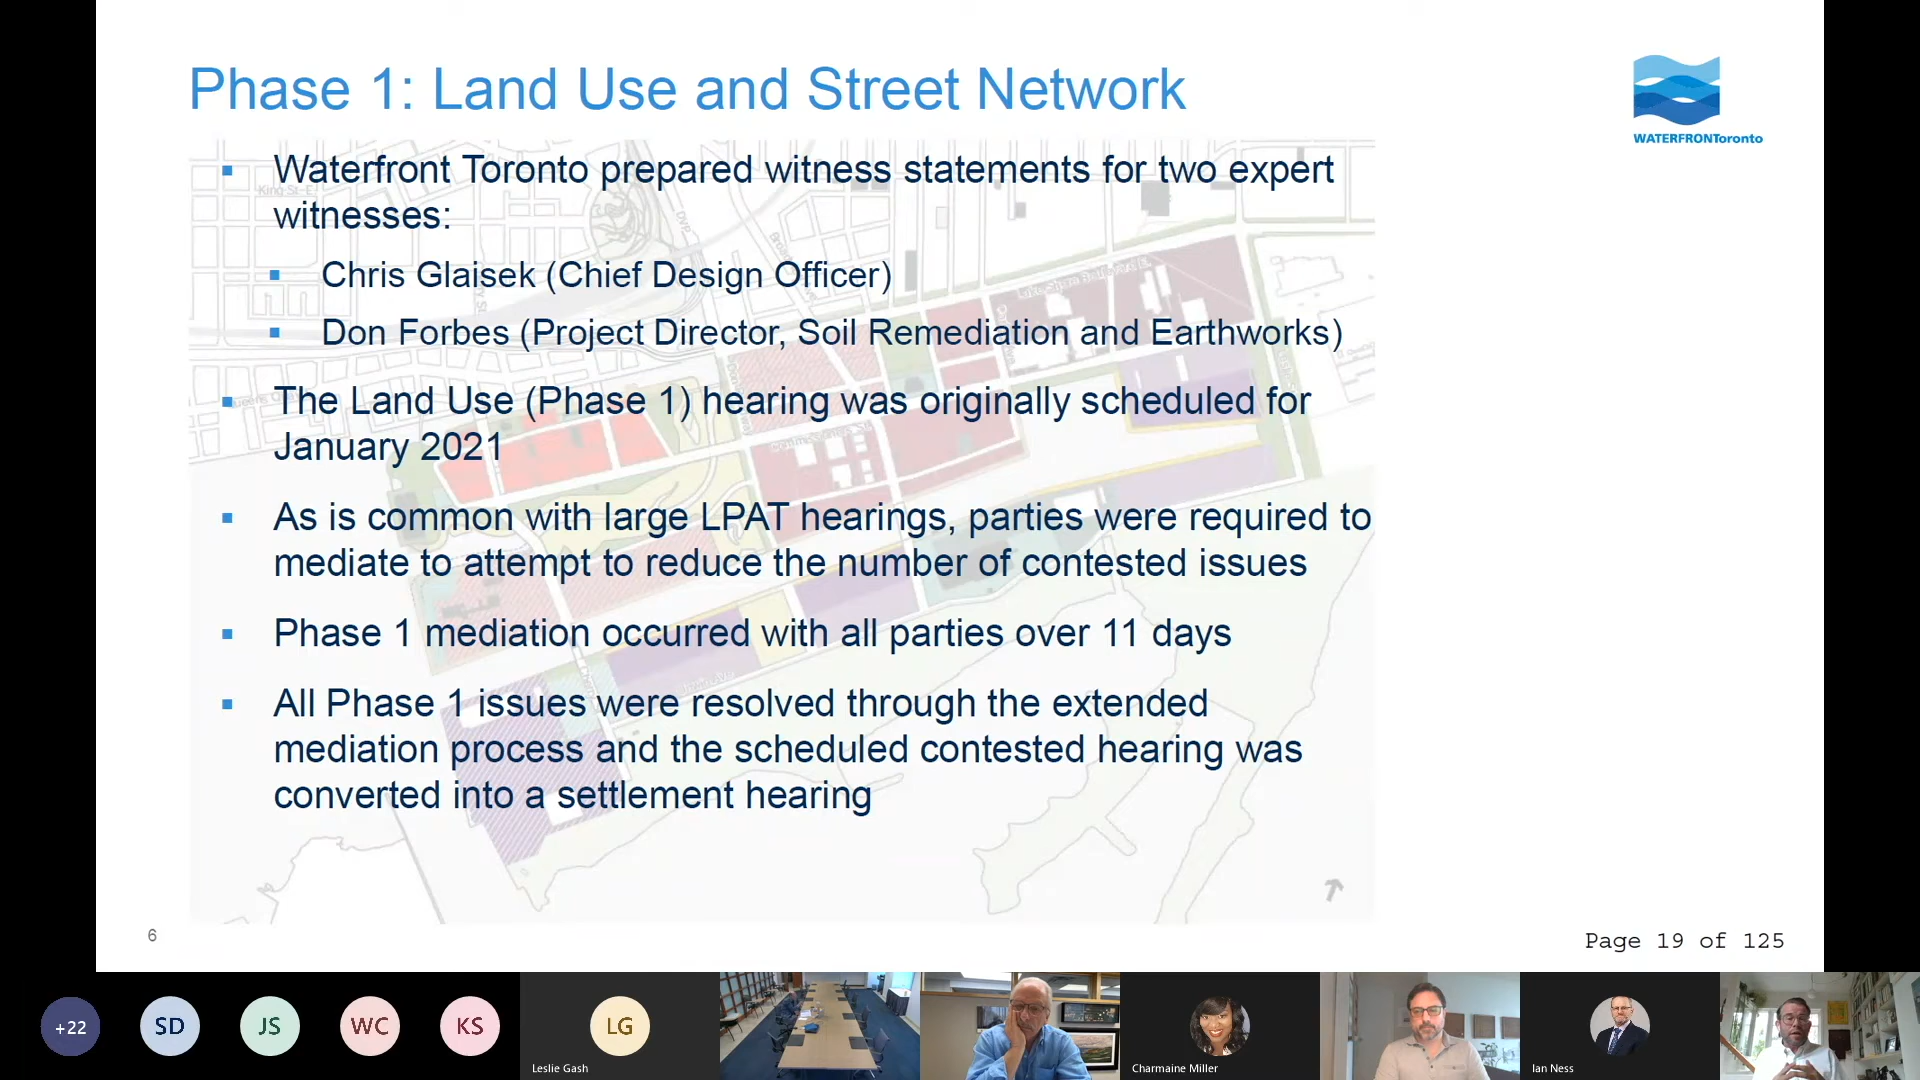 Phase 1: Land Use and Street Network
WATERFRONToronto
▪ Waterfront Toronto prepared witness statements for two expert
witnesses:
▪ Chris Glaisek (Chief Design Officer)
▪ Don Forbes (Project Director, Soil Remediation and Earthworks)
▪ The Land Use (Phase 1) hearing was originally scheduled for
January 2021
▪ As is common with large LPAT hearings, parties were required to
mediate to attempt to reduce the number of contested issues
▪ Phase 1 mediation occurred with all parties over 11 days
▪ All Phase 1 issues were resolved through the extended
mediation process and the scheduled contested hearing was
converted into a settlement hearing
King St E
DVP
6
Page 19 of 125
+22
SD
JS
WC
KS
LG
Leslie Gash
Charmaine Miller
Ian Ness